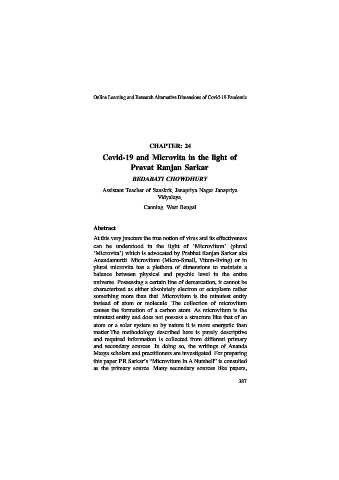 Online Learning and Research Alternative Dimensions of Covid-19 Pandemic
CHAPTER: 24
Covid-19 and Microvita in the light of
Pravat Ranjan Sarkar
BEDABATI CHOWDHURY
Assistant Teacher of Sanskrit, Janapriya Nagar Janapriya
Vidyalaya,
Canning, West Bengal
Abstract
At this very juncture the true notion of virus and its effectiveness
can be understood in the light of 'Microvitum' (plural
'Microvita') which is advocated by Prabhat Ranjan Sarkar aka
Anandamurtti. Microvitum (Micro-Small, Vitum-living) or in
plural microvita has a plethora of dimensions to maintain a
balance between physical and psychic level in the entire
universe. Possessing a certain line of demarcation, it cannot be
characterized as either absolutely electron or ectoplasm rather
something more than that. Microvitum is the minutest entity
instead of atom or molecule. The collection of microvitum
causes the formation of a carbon atom. As microvitum is the
minutest entity and does not possess a structure like that of an
atom or a solar system so by nature it is more energetic than
matter.The methodology described here is purely descriptive
and required information is collected from different primary
and secondary sources. In doing so, the writings of Ananda
Marga scholars and practitioners are investigated. For preparing
this paper P.R Sarkar's "Microvitum In A Nutshell" is consulted
as the primary source. Many secondary sources like papers,
387